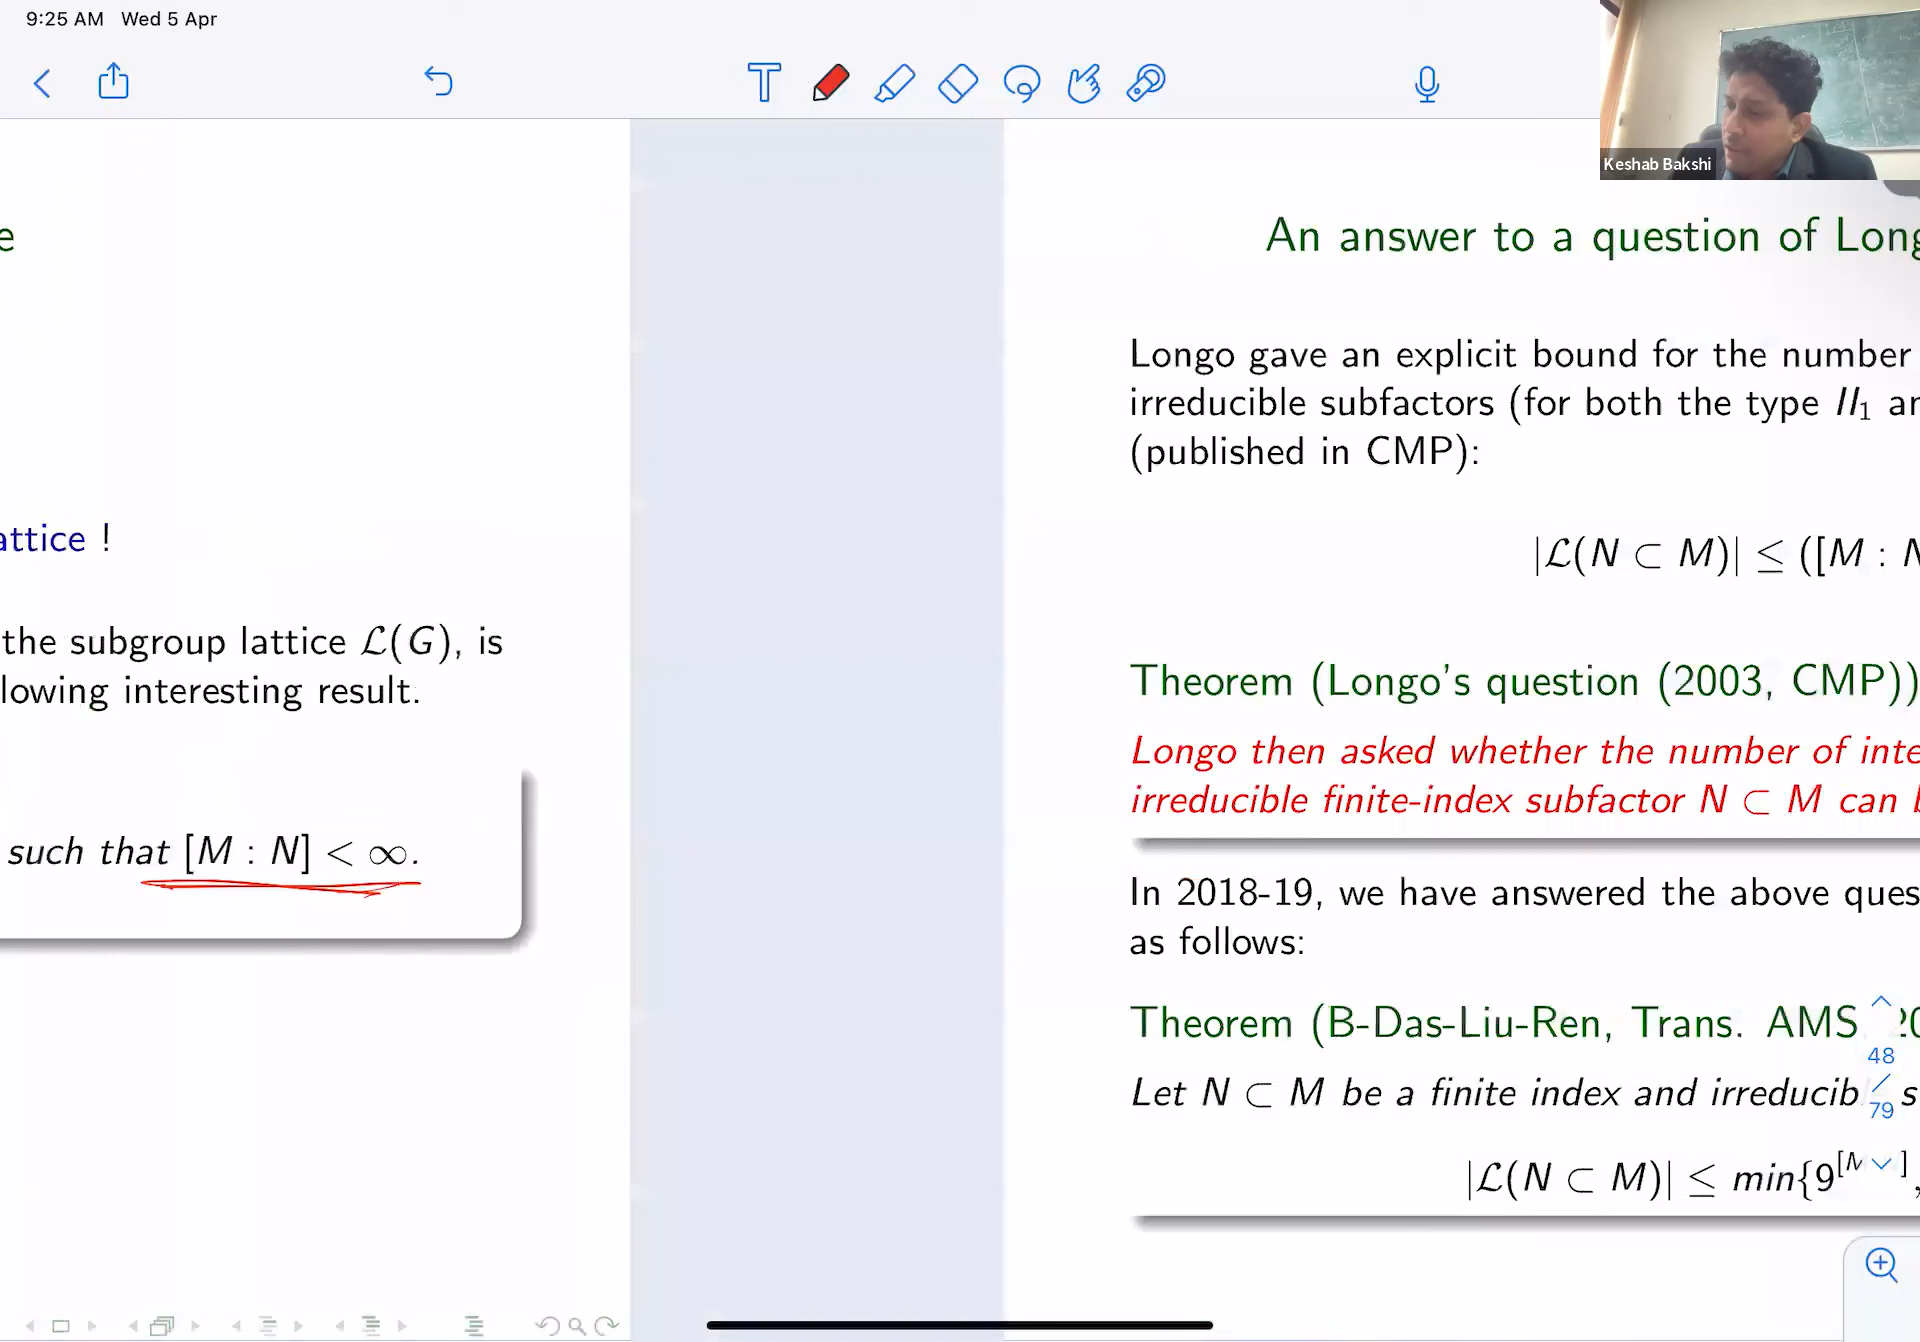 9:25 AM Wed 5 Apr
Keshab Bakshi
e
attice !
the subgroup lattice ℒ(G), is
lowing interesting result.
such that [M : N] < ∞.
An answer to a question of Long
Longo gave an explicit bound for the number
irreducible subfactors (for both the type II₁ an
(published in CMP):
|ℒ(N ⊂ M)| ≤ ([M : N
Theorem (Longo's question (2003, CMP))
Longo then asked whether the number of inte
irreducible finite-index subfactor N ⊂ M can b
In 2018-19, we have answered the above ques
as follows:
Theorem (B-Das-Liu-Ren, Trans. AMS 20
Let N ⊂ M be a finite index and irreducib s
|ℒ(N ⊂ M)| ≤ min{9^[M ],
48
/
79